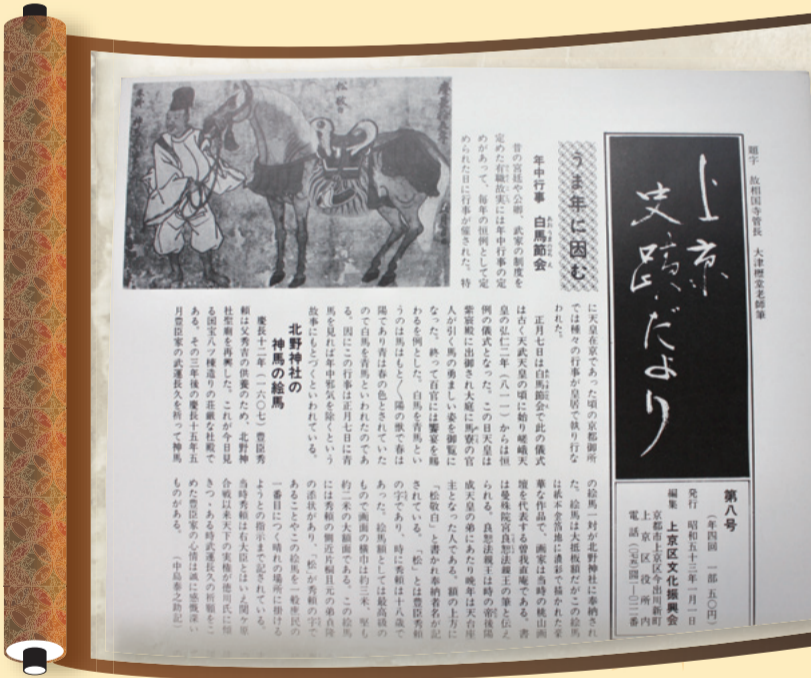 題字 故相国寺管長 大津櫪堂老師筆
上京
史蹟だより
第八号
(年四回 一部 五〇円)
発行 昭和五十三年一月一日
編集 上京区文化振興会
京都市上京区今出川新町
上京区役所内
うま年に因む
年中行事 白馬節会
昔の宮廷や公卿、武家の制度を
定めた有職故実には年中行事の定
めがあって、毎年の恒例として定
められた日に行事が催された。特
に天皇在京であった頃の京都御所
では種々の行事が皇居で執り行な
われた。
正月七日は白馬節会で此の儀式
は古く天武天皇の頃に始り嵯峨天
皇の弘仁二年(八一一)からは恒
例の儀式となった。この日天皇は
紫宸殿に出御され大庭に馬寮の官
人が引く馬の勇ましい姿を御覧に
なった。終って百官には饗宴を賜
わるを例とした。白馬を青馬とい
うのは馬はもと〱陽の獣で春は
陽であり青は春の色とされていた
ので白馬を青馬といわれたのであ
る。因にこの行事は正月七日に青
馬を見れば年中邪気を除くという
故事にもとづくといわれている。
北野神社の
神馬の絵馬
慶長十二年(一六〇七)豊臣秀
頼は父秀吉の供養のため、北野神
社聖廟を再興した。これが今日見
る国宝八ツ棟造りの荘厳な社殿で
ある。その三年後の慶長十五年五
月豊臣家の武運長久を祈って神馬
の絵馬一対が北野神社に奉納され
た。絵馬は大抵板額だがこの絵馬
は紙本金箔地に濃彩で描かれた豪
華な作品で、画家は当時の桃山画
壇を代表する曽我直庵である。書
は曼殊院宮良恕法親王の筆と伝え
られる。良恕法親王は時の帝後陽
成天皇の弟にあたり晩年は天台座
主となった人である。額の上方に
「松敬白」と書かれ奉納者名が記
されている。「松」とは豊臣秀頼
の字であり、時に秀頼は十八歳で
あった。絵馬額としては最高級の
もので画面の横巾は約三米、堅も
約二米の大額面である。この絵馬
には秀頼の側近片桐且元の弟貞隆
の添状があり、「松」が秀頼の字で
あることやこの絵馬を一般庶民の
一番目につく晴れの場所に掛ける
ようとの指示まで記されている。
当時秀頼は右大臣とはいえ関ヶ原
合戦以来天下の実権が徳川氏に傾
きつゝある時武運長久の祈願をこ
めた豊臣家の心情は誠に感慨深い
ものがある。 (中島泰之助記)